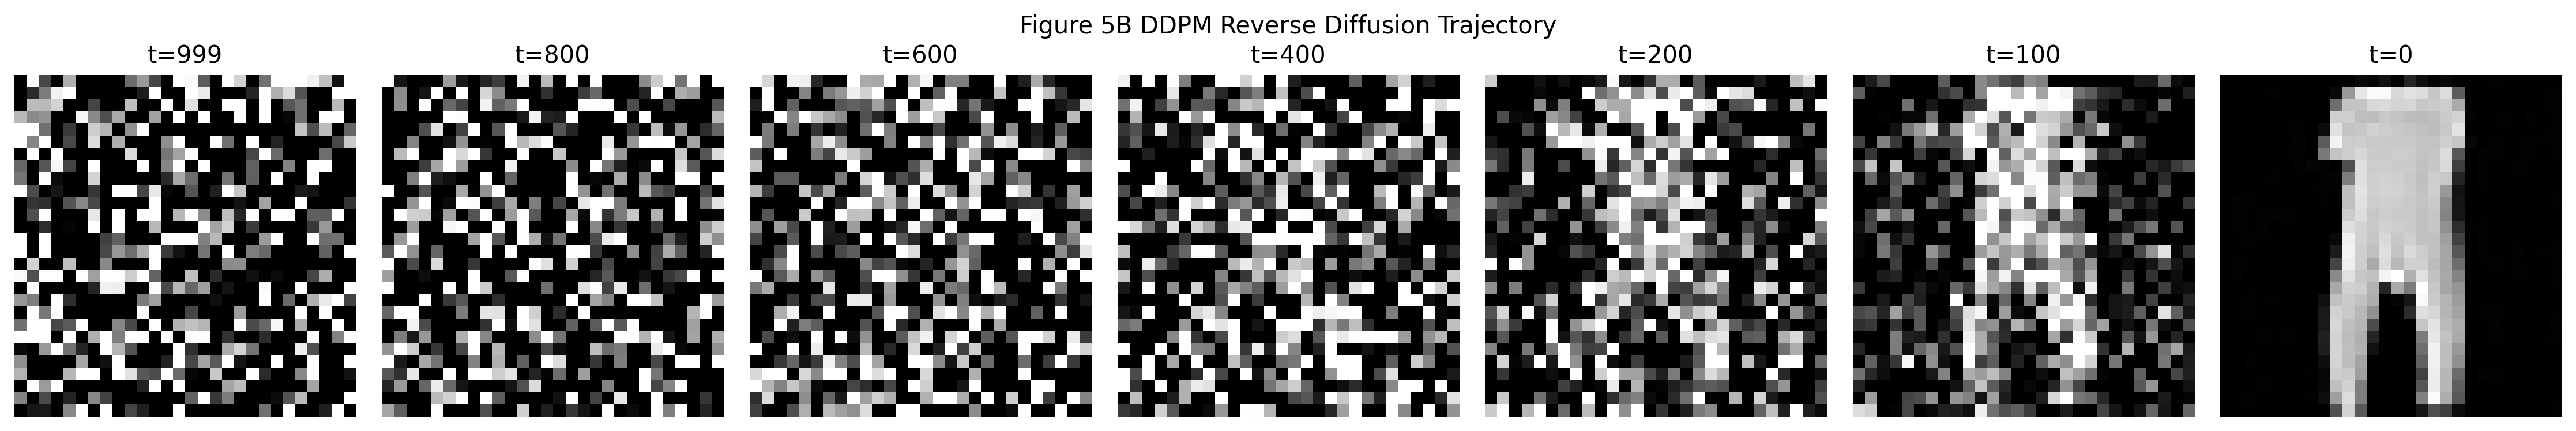 Figure 5B DDPM Reverse Diffusion Trajectory
t=999 t=800 t=600 t=400 t=200 t=100 t=0